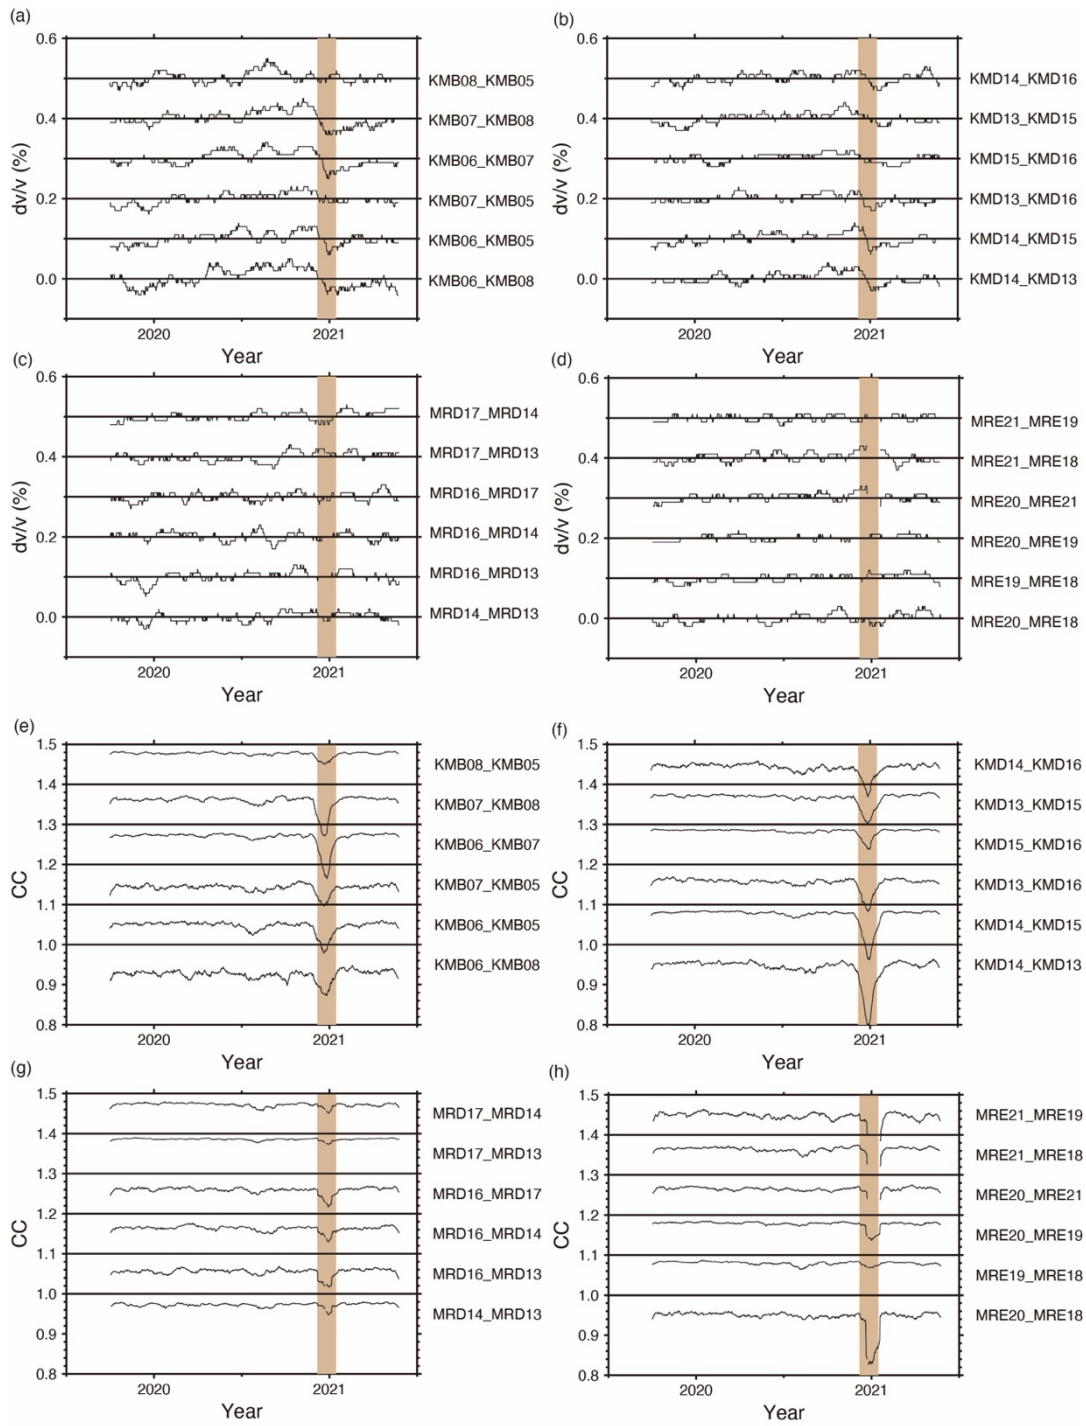 (a)
0.6
0.4
0.2
0.0
dv/v (%)
KMB08_KMB05
KMB07_KMB08
KMB06_KMB07
KMB07_KMB05
KMB06_KMB05
KMB06_KMB08
2020
2021
Year
(b)
0.6
0.4
0.2
0.0
dv/v (%)
KMD14_KMD16
KMD13_KMD15
KMD15_KMD16
KMD13_KMD16
KMD14_KMD15
KMD14_KMD13
2020
2021
Year
(c)
0.6
0.4
0.2
0.0
dv/v (%)
MRD17_MRD14
MRD17_MRD13
MRD16_MRD17
MRD16_MRD14
MRD16_MRD13
MRD14_MRD13
2020
2021
Year
(d)
0.6
0.4
0.2
0.0
dv/v (%)
MRE21_MRE19
MRE21_MRE18
MRE20_MRE21
MRE20_MRE19
MRE19_MRE18
MRE20_MRE18
2020
2021
Year
(e)
1.5
1.4
1.3
1.2
1.1
1.0
0.9
0.8
CC
KMB08_KMB05
KMB07_KMB08
KMB06_KMB07
KMB07_KMB05
KMB06_KMB05
KMB06_KMB08
2020
2021
Year
(f)
1.5
1.4
1.3
1.2
1.1
1.0
0.9
0.8
CC
KMD14_KMD16
KMD13_KMD15
KMD15_KMD16
KMD13_KMD16
KMD14_KMD15
KMD14_KMD13
2020
2021
Year
(g)
1.5
1.4
1.3
1.2
1.1
1.0
0.9
0.8
CC
MRD17_MRD14
MRD17_MRD13
MRD16_MRD17
MRD16_MRD14
MRD16_MRD13
MRD14_MRD13
2020
2021
Year
(h)
1.5
1.4
1.3
1.2
1.1
1.0
0.9
0.8
CC
MRE21_MRE19
MRE21_MRE18
MRE20_MRE21
MRE20_MRE19
MRE19_MRE18
MRE20_MRE18
2020
2021
Year